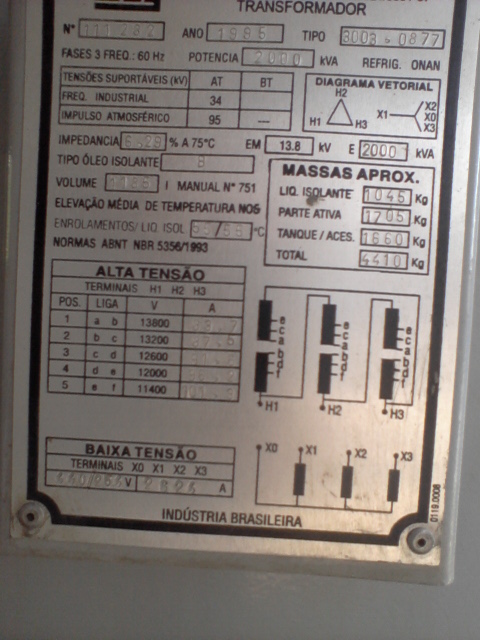 TRANSFORMADOR
Nº 111.282 ANO 1986 TIPO
FASES 3 FREQ.: 60 Hz POTENCIA 2000 kVA REFRIG. ONAN
TENSÕES SUPORTÁVEIS (kV) AT BT
FREQ. INDUSTRIAL 34
IMPULSO ATMOSFÉRICO 95 —
DIAGRAMA VETORIAL
H2
H1 H3
X1 X2
X0
X3
IMPEDANCIA % A 75°C EM 13.8 kV E 2000 kVA
TIPO ÓLEO ISOLANTE B
VOLUME l MANUAL Nº 751
ELEVAÇÃO MÉDIA DE TEMPERATURA NOS
ENROLAMENTOS/LIQ. ISOL °C
NORMAS ABNT NBR 5356/1993
MASSAS APROX.
LIQ. ISOLANTE 1045 Kg
PARTE ATIVA 1705 Kg
TANQUE/ACES. 1660 Kg
TOTAL 4410 Kg
ALTA TENSÃO
TERMINAIS H1 H2 H3
POS. LIGA V A
1 a b 13800
2 b c 13200
3 c d 12600
4 d e 12000
5 e f 11400
e e e
c c c
a a a
b b b
d d d
f f f
H1 H2 H3
BAIXA TENSÃO
TERMINAIS X0 X1 X2 X3
440/254 V 2624 A
X0 X1 X2 X3
INDÚSTRIA BRASILEIRA
0119.0006